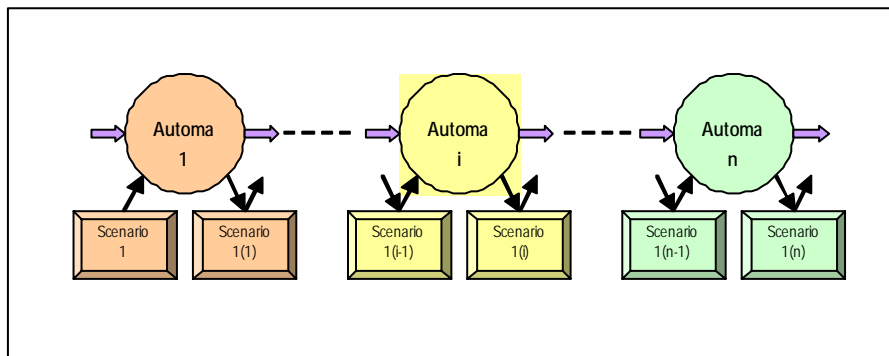 Automa
1
Automa
i
Automa
n
Scenario
1
Scenario
1(1)
Scenario
1(i-1)
Scenario
1(i)
Scenario
1(n-1)
Scenario
1(n)